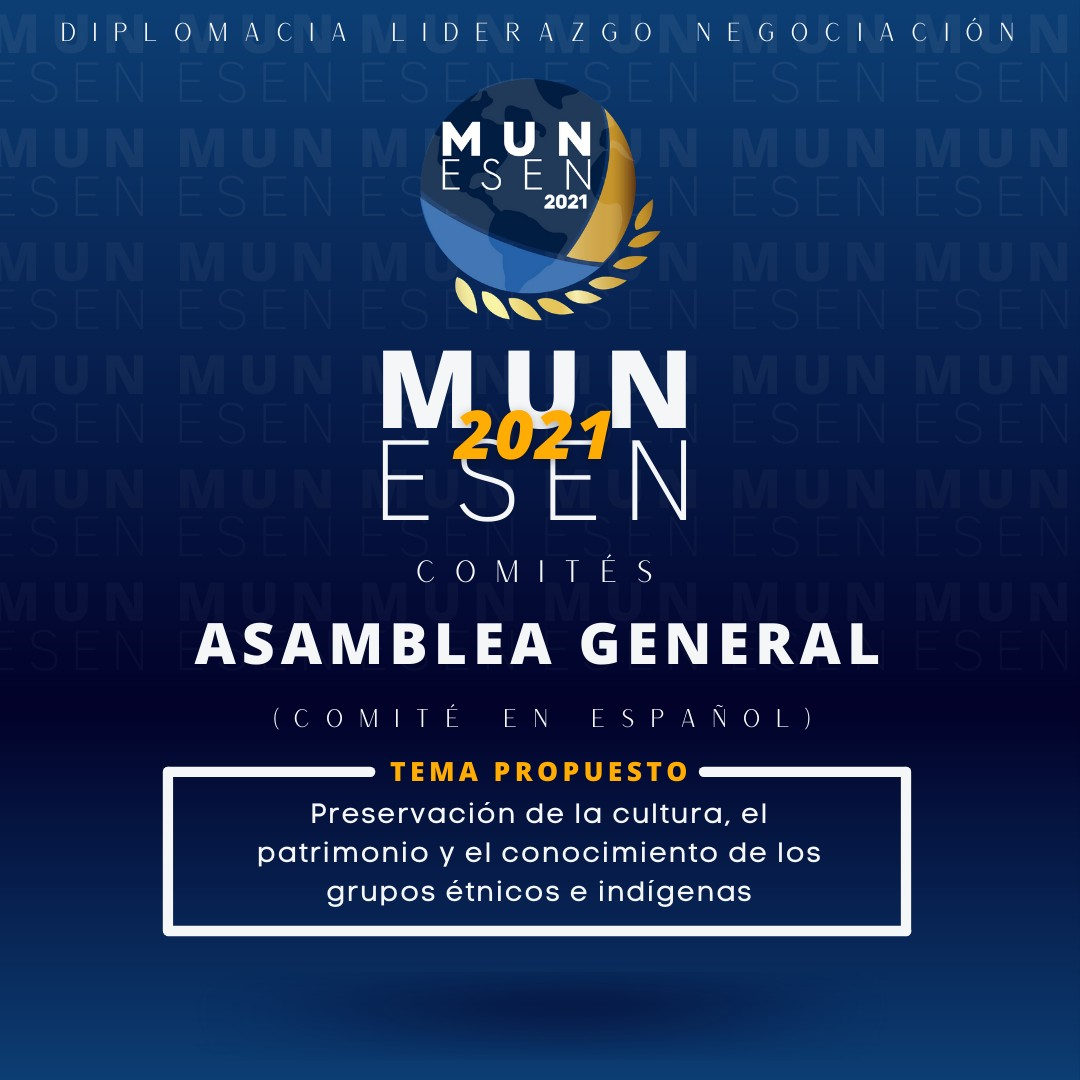 DIPLOMACIA LIDERAZGO NEGOCIACIÓN
MUN
ESEN
2021
MUN
2021
ESEN
COMITÉS
ASAMBLEA GENERAL
(COMITÉ EN ESPAÑOL)
TEMA PROPUESTO
Preservación de la cultura, el
patrimonio y el conocimiento de los
grupos étnicos e indígenas